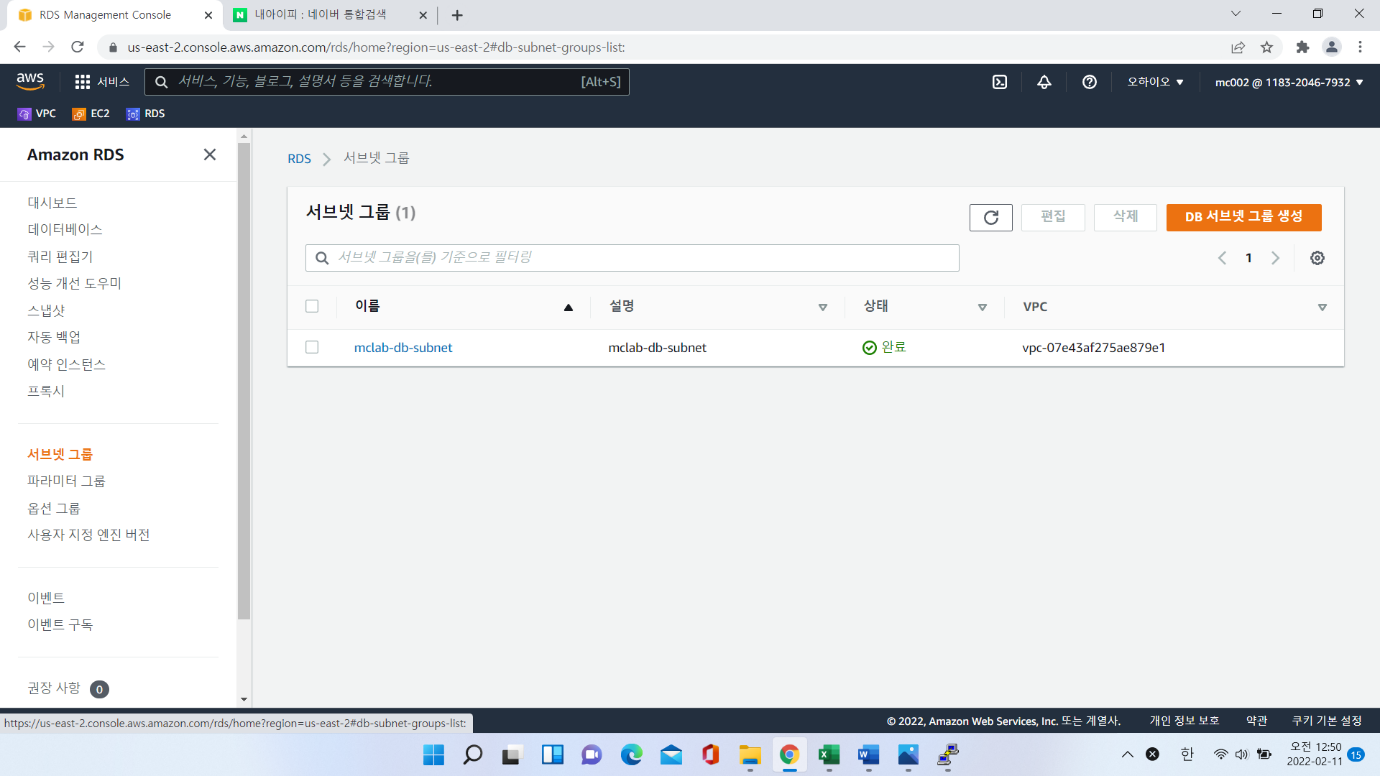 RDS Management Console
내아이피 : 네이버 통합검색
us-east-2.console.aws.amazon.com/rds/home?region=us-east-2#db-subnet-groups-list:
aws
서비스
서비스, 기능, 블로그, 설명서 등을 검색합니다.
[Alt+S]
오하이오
mc002 @ 1183-2046-7932
VPC
EC2
RDS
Amazon RDS
대시보드
데이터베이스
쿼리 편집기
성능 개선 도우미
스냅샷
자동 백업
예약 인스턴스
프록시
서브넷 그룹
파라미터 그룹
옵션 그룹
사용자 지정 엔진 버전
이벤트
이벤트 구독
권장 사항 0
RDS > 서브넷 그룹
서브넷 그룹 (1)
편집
삭제
DB 서브넷 그룹 생성
서브넷 그룹을(를) 기준으로 필터링
1
이름 설명 상태 VPC
mclab-db-subnet mclab-db-subnet 완료 vpc-07e43af275ae879e1
https://us-east-2.console.aws.amazon.com/rds/home?region=us-east-2#db-subnet-groups-list:
© 2022, Amazon Web Services, Inc. 또는 계열사.
개인 정보 보호
약관
쿠키 기본 설정
한
오전 12:50
2022-02-11
15